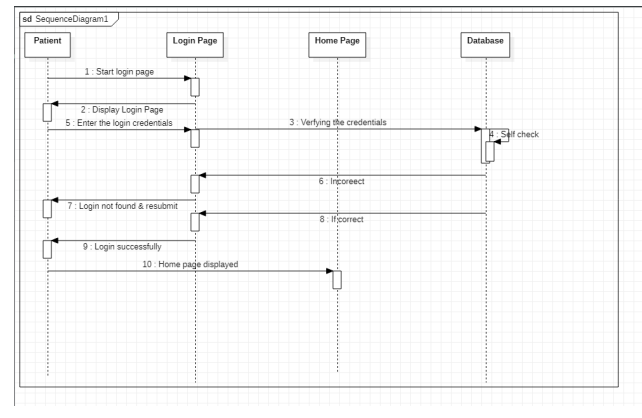 sd SequenceDiagram1
Patient
Login Page
Home Page
Database
1 : Start login page
2 : Display Login Page
5 : Enter the login credentials
3 : Verfying the credentials
4 : Self check
6 : Incoreect
7 : Login not found & resubmit
8 : If correct
9 : Login successfully
10 : Home page displayed